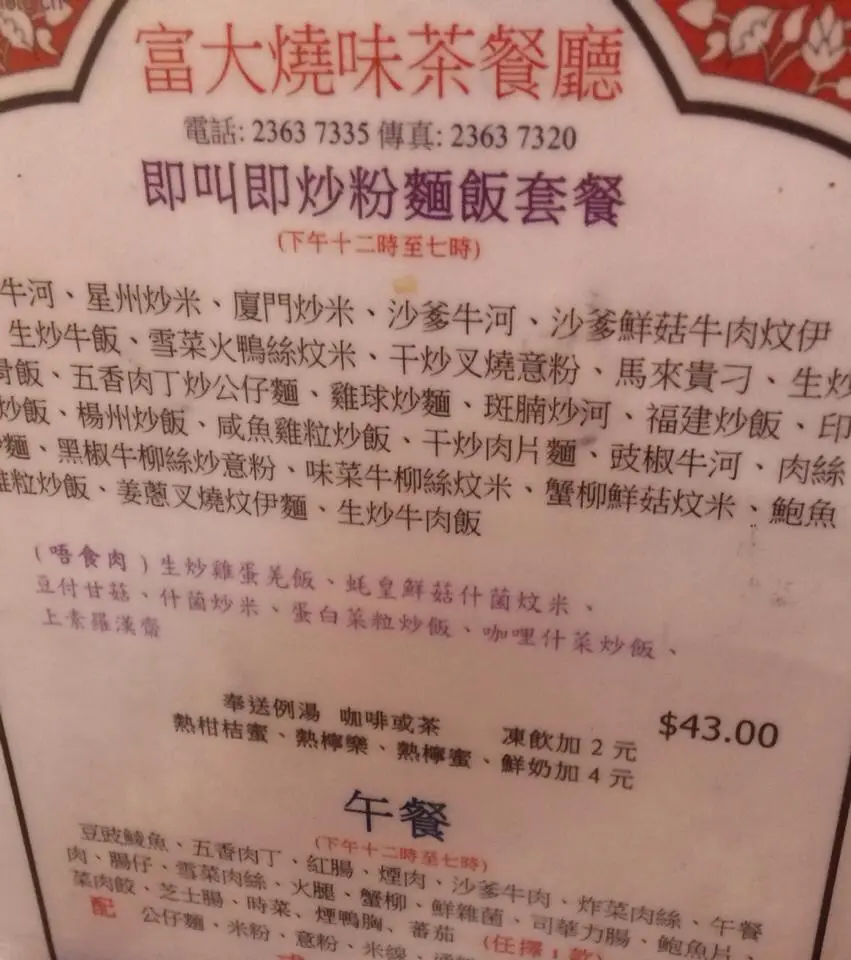 富大燒味茶餐廳
電話: 2363 7335 傳真: 2363 7320
即叫即炒粉麵飯套餐
(下午十二時至七時)
牛河、星州炒米、廈門炒米、沙爹牛河、沙爹鮮菇牛肉炆伊
生炒牛飯、雪菜火鴨絲炆米、干炒叉燒意粉、馬來貴刁、生炒
飯、五香肉丁炒公仔麵、雞球炒麵、斑腩炒河、福建炒飯、印
炒飯、楊州炒飯、咸魚雞粒炒飯、干炒肉片麵、豉椒牛河、肉絲
麵、黑椒牛柳絲炒意粉、味菜牛柳絲炆米、蟹柳鮮菇炆米、鮑魚
雞粒炒飯、姜蔥叉燒炆伊麵、生炒牛肉飯
(唔食肉)生炒雞蛋羌飯、蚝皇鮮菇什菌炆米、
豆付甘菇、什菌炒米、蛋白菜粒炒飯、咖哩什菜炒飯、
上素羅漢齋
奉送例湯 咖啡或茶 凍飲加 2 元 $43.00
熱柑桔蜜、熱檸樂、熱檸蜜、鮮奶加 4 元
午餐
(下午十二時至七時)
豆豉鯪魚、五香肉丁、紅腸、煙肉、沙爹牛肉、炸菜肉絲、午餐
肉、腸仔、雪菜肉絲、火腿、蟹柳、鮮雜菌、司華力腸、鮑魚片、
菜肉餃、芝士腸、時菜、煙鴨胸、蕃茄 (任擇1款)
配 公仔麵、米粉、意粉、米線、通